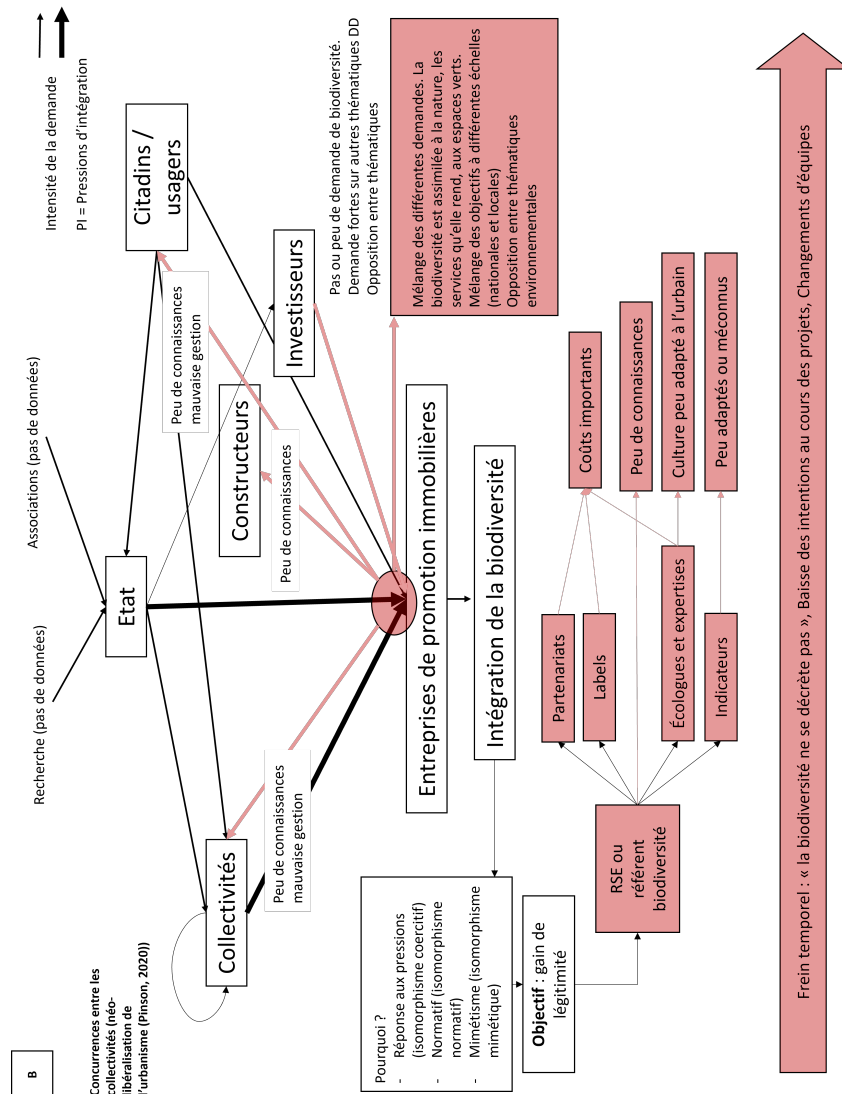 B
Concurrences entre les
collectivités (néo-
libéralisation de
l'urbanisme (Pinson, 2020))
Recherche (pas de données)
Associations (pas de données)
Intensité de la demande
PI = Pressions d'intégration
Etat
Citadins /
usagers
Collectivités
Constructeurs
Investisseurs
Peu de connaissances
mauvaise gestion
Peu de connaissances
Peu de connaissances
mauvaise gestion
Pas ou peu de demande de biodiversité.
Demande fortes sur autres thématiques DD
Opposition entre thématiques
Mélange des différentes demandes. La
biodiversité est assimilée à la nature, les
services qu'elle rend, aux espaces verts.
Mélange des objectifs à différentes échelles
(nationales et locales)
Opposition entre thématiques
environnementales
Entreprises de promotion immobilières
Intégration de la biodiversité
Pourquoi ?
- Réponse aux pressions
(isomorphisme coercitif)
- Normatif (isomorphisme
normatif)
- Mimétisme (isomorphisme
mimétique)
Objectif : gain de
légitimité
RSE ou
référent
biodiversité
Partenariats
Labels
Écologues et expertises
Indicateurs
Coûts importants
Peu de connaissances
Culture peu adapté à l'urbain
Peu adaptés ou méconnus
Frein temporel : « la biodiversité ne se décrète pas », Baisse des intentions au cours des projets, Changements d'équipes